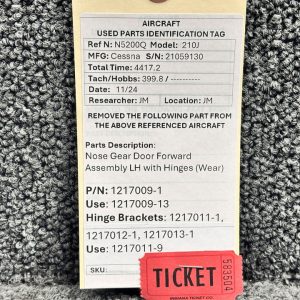 AIRCRAFT
USED PARTS IDENTIFICATION TAG
Ref N: N5200Q Model: 210J
MFG: Cessna S/N: 21059130
Total Time: 4417.2
Tach/Hobbs: 399.8 / ----------
Date: 11/24
Researcher: JM Location: JM
REMOVED THE FOLLOWING PART FROM
THE ABOVE REFERENCED AIRCRAFT
Parts Description:
Nose Gear Door Forward
Assembly LH with Hinges (Wear)
P/N: 1217009-1
Use: 1217009-13
Hinge Brackets: 1217011-1,
1217012-1, 1217013-1
Use: 1217011-9
SKU:
TICKET
583504
INDIANA TICKET CO.